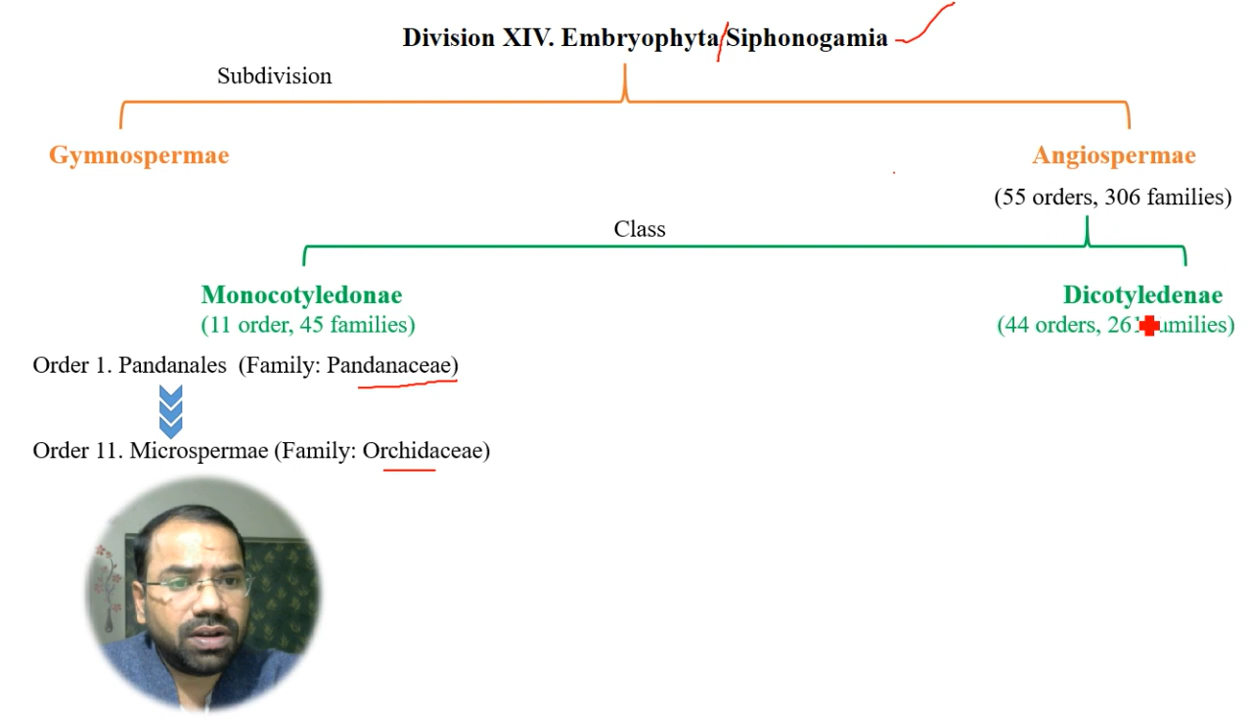 Division XIV. Embryophyta/Siphonogamia
Subdivision
Gymnospermae
Angiospermae
(55 orders, 306 families)
Class
Monocotyledonae
(11 order, 45 families)
Dicotyledenae
(44 orders,
Order 1. Pandanales (Family: Pandanaceae)
Order 11. Microspermae (Family: Orchidaceae)